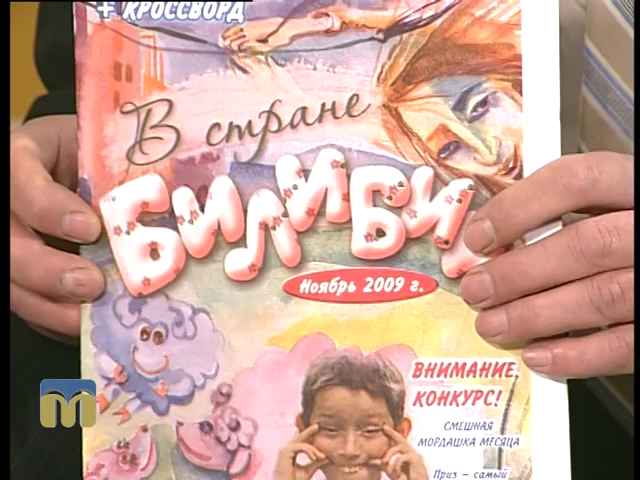 + КРОССВОРД
В стране
БИЛИБИ
Ноябрь 2009 г.
ВНИМАНИЕ,
КОНКУРС!
СМЕШНАЯ
МОРДАШКА МЕСЯЦА
Приз – самый
М